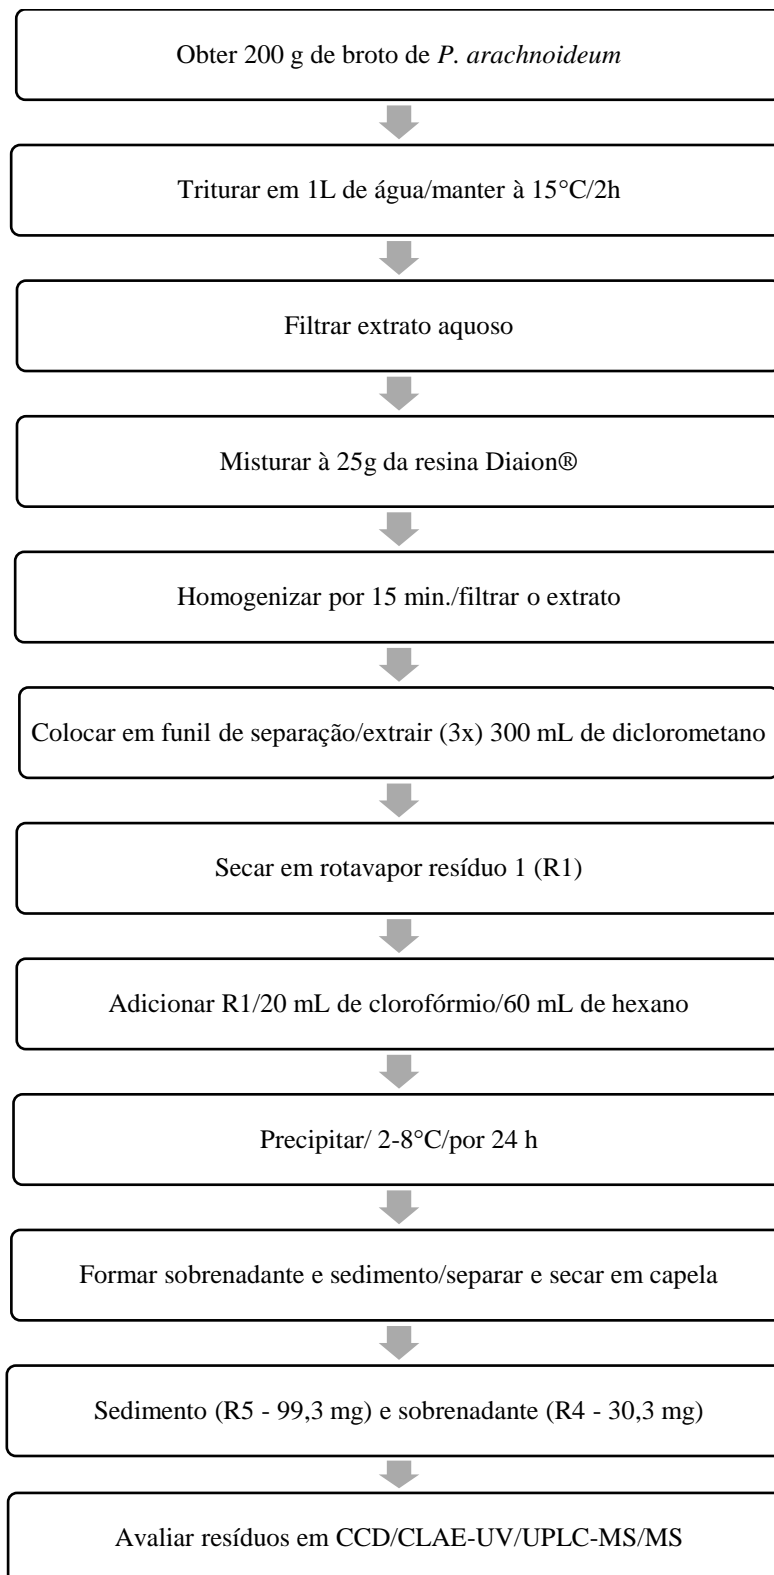 Obter 200 g de broto de P. arachnoideum
Triturar em 1L de água/manter à 15°C/2h
Filtrar extrato aquoso
Misturar à 25g da resina Diaion®
Homogenizar por 15 min./filtrar o extrato
Colocar em funil de separação/extrair (3x) 300 mL de diclorometano
Secar em rotavapor resíduo 1 (R1)
Adicionar R1/20 mL de clorofórmio/60 mL de hexano
Precipitar/ 2-8°C/por 24 h
Formar sobrenadante e sedimento/separar e secar em capela
Sedimento (R5 - 99,3 mg) e sobrenadante (R4 - 30,3 mg)
Avaliar resíduos em CCD/CLAE-UV/UPLC-MS/MS